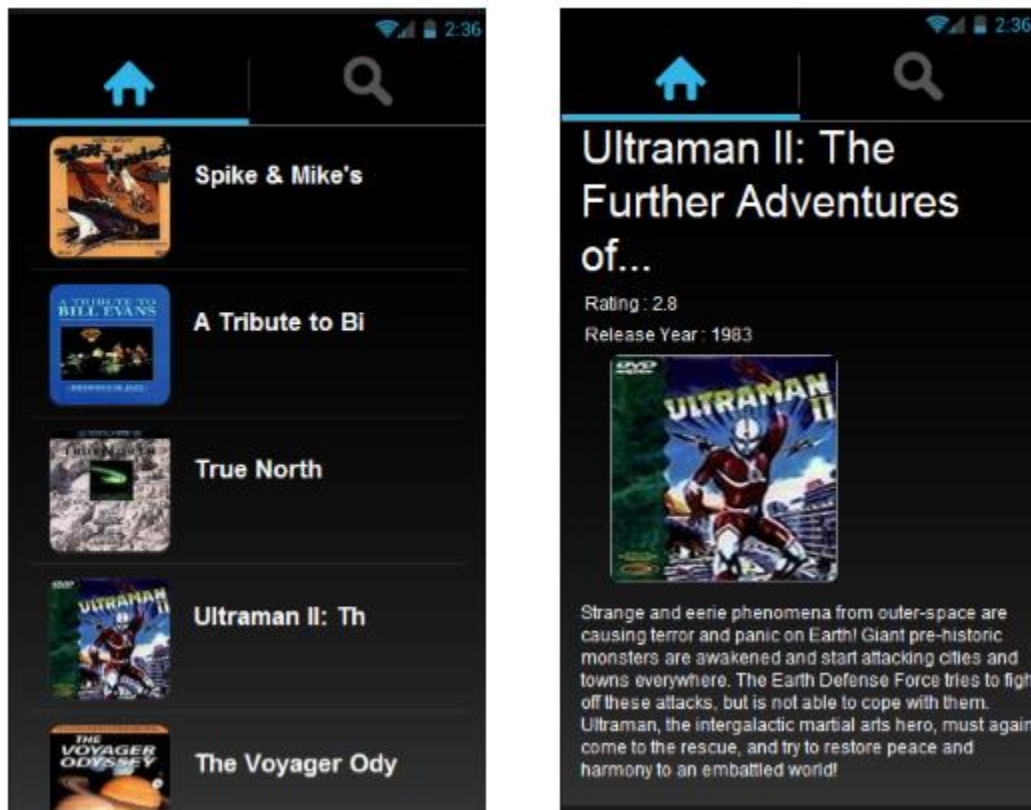 2:36
Spike & Mike's
A TRIBUTE TO
BILL EVANS
A Tribute to Bi
True North
ULTRAMAN
II
Ultraman II: Th
THE
VOYAGER
ODYSSEY
The Voyager Ody
2:36
Ultraman II: The
Further Adventures
of...
Rating : 2.8
Release Year : 1983
DVD
ULTRAMAN
II
Strange and eerie phenomena from outer-space are
causing terror and panic on Earth! Giant pre-historic
monsters are awakened and start attacking cities and
towns everywhere. The Earth Defense Force tries to figh
off these attacks, but is not able to cope with them.
Ultraman, the intergalactic martial arts hero, must again
come to the rescue, and try to restore peace and
harmony to an embattled world!